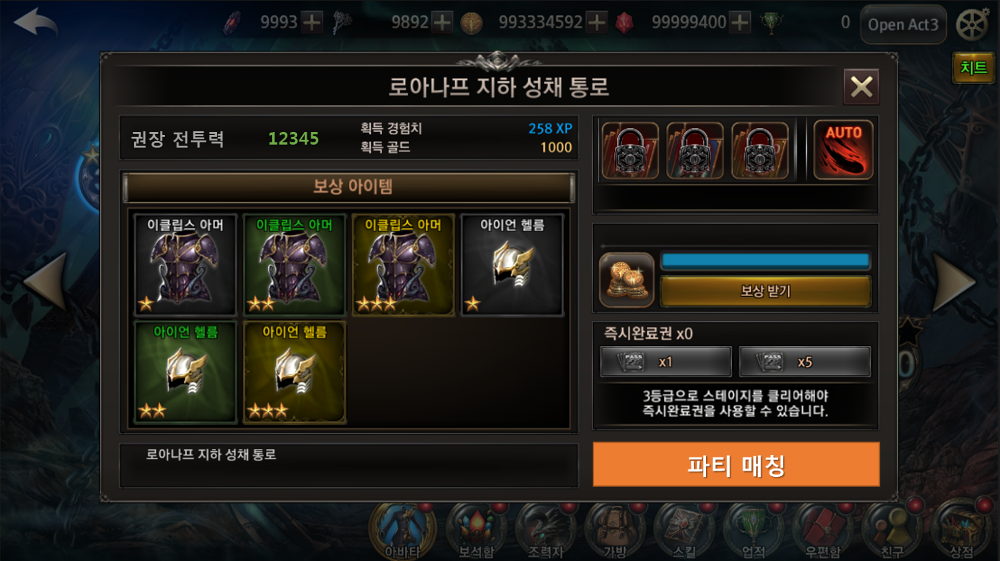 9993
9892
993334592
99999400
0
Open Act3
치트
로아나프 지하 성채 통로
권장 전투력 12345
획득 경험치 258 XP
획득 골드 1000
AUTO
보상 아이템
이클립스 아머
이클립스 아머
이클립스 아머
아이언 헬름
아이언 헬름
아이언 헬름
보상 받기
즉시완료권 x0
PASS x1
PASS x5
3등급으로 스테이지를 클리어해야
즉시완료권을 사용할 수 있습니다.
로아나프 지하 성채 통로
파티 매칭
아바타
보석함
조력자
가방
스킬
업적
우편함
친구
상점